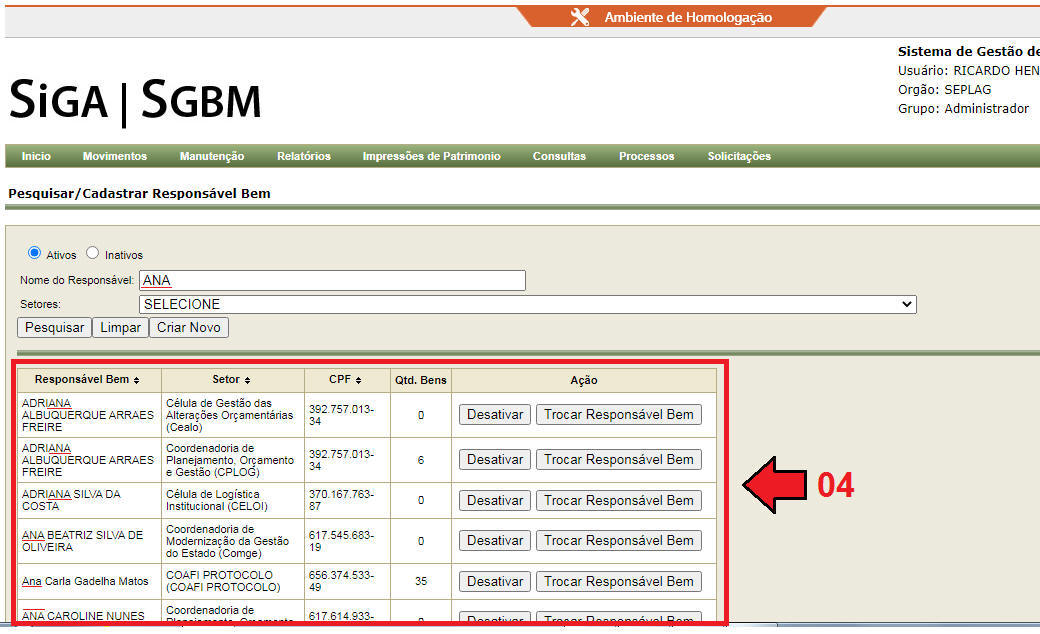 Ambiente de Homologação
Sistema de Gestão de
Usuário: RICARDO HEN
Orgão: SEPLAG
Grupo: Administrador
SIGA | SGBM
Inicio Movimentos Manutenção Relatórios Impressões de Patrimonio Consultas Processos Solicitações
Pesquisar/Cadastrar Responsável Bem
Ativos Inativos
Nome do Responsável: ANA
Setores: SELECIONE
Pesquisar Limpar Criar Novo
Responsável Bem Setor CPF Qtd. Bens Ação
ADRIANA
ALBUQUERQUE ARRAES
FREIRE
Célula de Gestão das
Alterações Orçamentárias
(Cealo)
392.757.013-
34
0
Desativar Trocar Responsável Bem
ADRIANA
ALBUQUERQUE ARRAES
FREIRE
Coordenadoria de
Planejamento, Orçamento
e Gestão (CPLOG)
392.757.013-
34
6
Desativar Trocar Responsável Bem
ADRIANA SILVA DA
COSTA
Célula de Logística
Institucional (CELOI)
370.167.763-
87
0
Desativar Trocar Responsável Bem
ANA BEATRIZ SILVA DE
OLIVEIRA
Coordenadoria de
Modernização da Gestão
do Estado (Comge)
617.545.683-
19
0
Desativar Trocar Responsável Bem
Ana Carla Gadelha Matos
COAFI PROTOCOLO
(COAFI PROTOCOLO)
656.374.533-
49
35
Desativar Trocar Responsável Bem
ANA CAROLINE NUNES
Coordenadoria de
Planejamento, Orçamento
617.614.933-
0
Desativar Trocar Responsável Bem
04